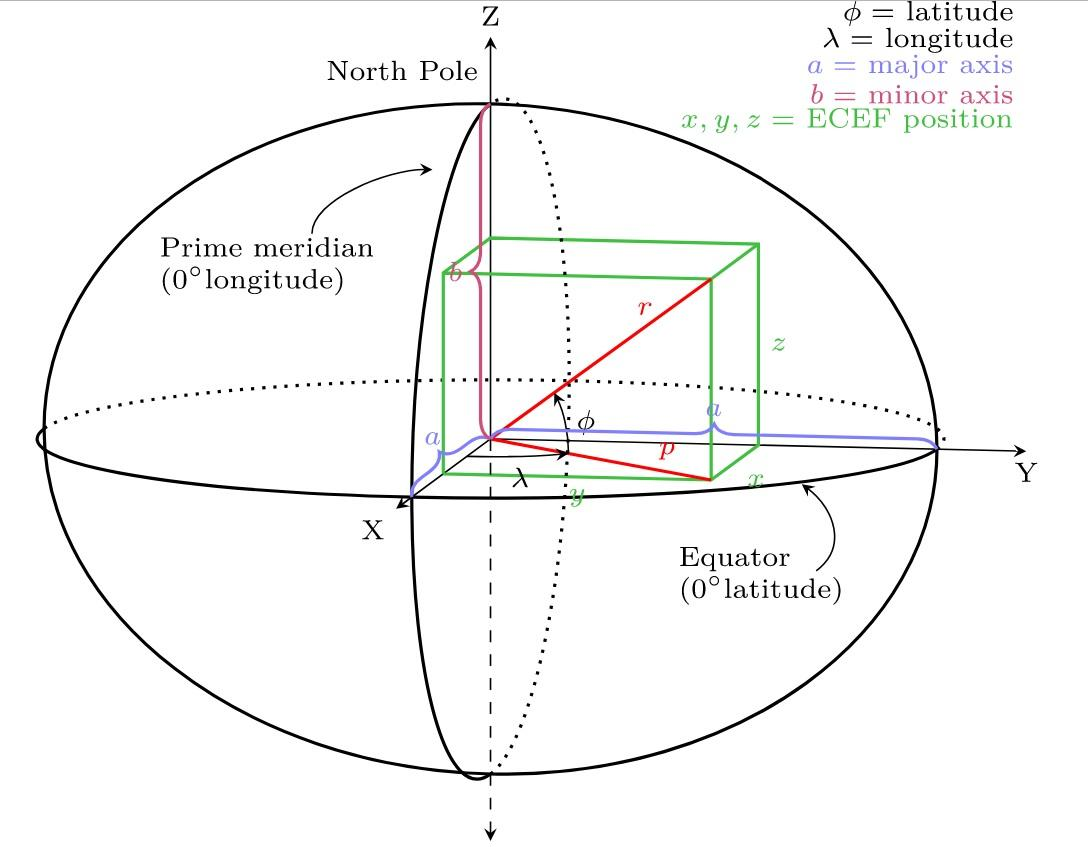 Z
ϕ = latitude
λ = longitude
a = major axis
b = minor axis
x, y, z = ECEF position
North Pole
Prime meridian
(0° longitude)
b
r
z
a
ϕ
a
p
λ
y
x
Y
X
Equator
(0° latitude)